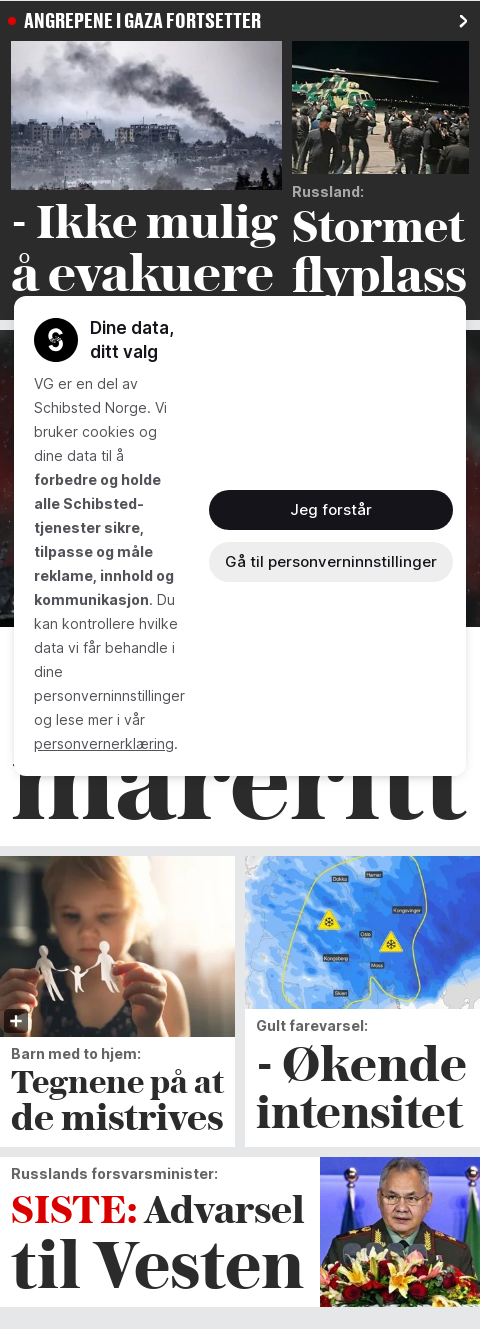 ANGREPENE I GAZA FORTSETTER
- Ikke mulig
å evakuere
Russland:
Stormet
flyplass
Dine data,
ditt valg
VG er en del av
Schibsted Norge. Vi
bruker cookies og
dine data til å
forbedre og holde
alle Schibsted-
tjenester sikre,
tilpasse og måle
reklame, innhold og
kommunikasjon. Du
kan kontrollere hvilke
data vi får behandle i
dine
personverninnstillinger
og lese mer i vår
personvernerklæring.
Jeg forstår
Gå til personverninnstillinger
mareritt
Dokka
Hamar
Kongsvinger
Oslo
Kongsberg
Moss
Skien
Barn med to hjem:
Tegnene på at
de mistrives
Gult farevarsel:
- Økende
intensitet
Russlands forsvarsminister:
SISTE: Advarsel
til Vesten